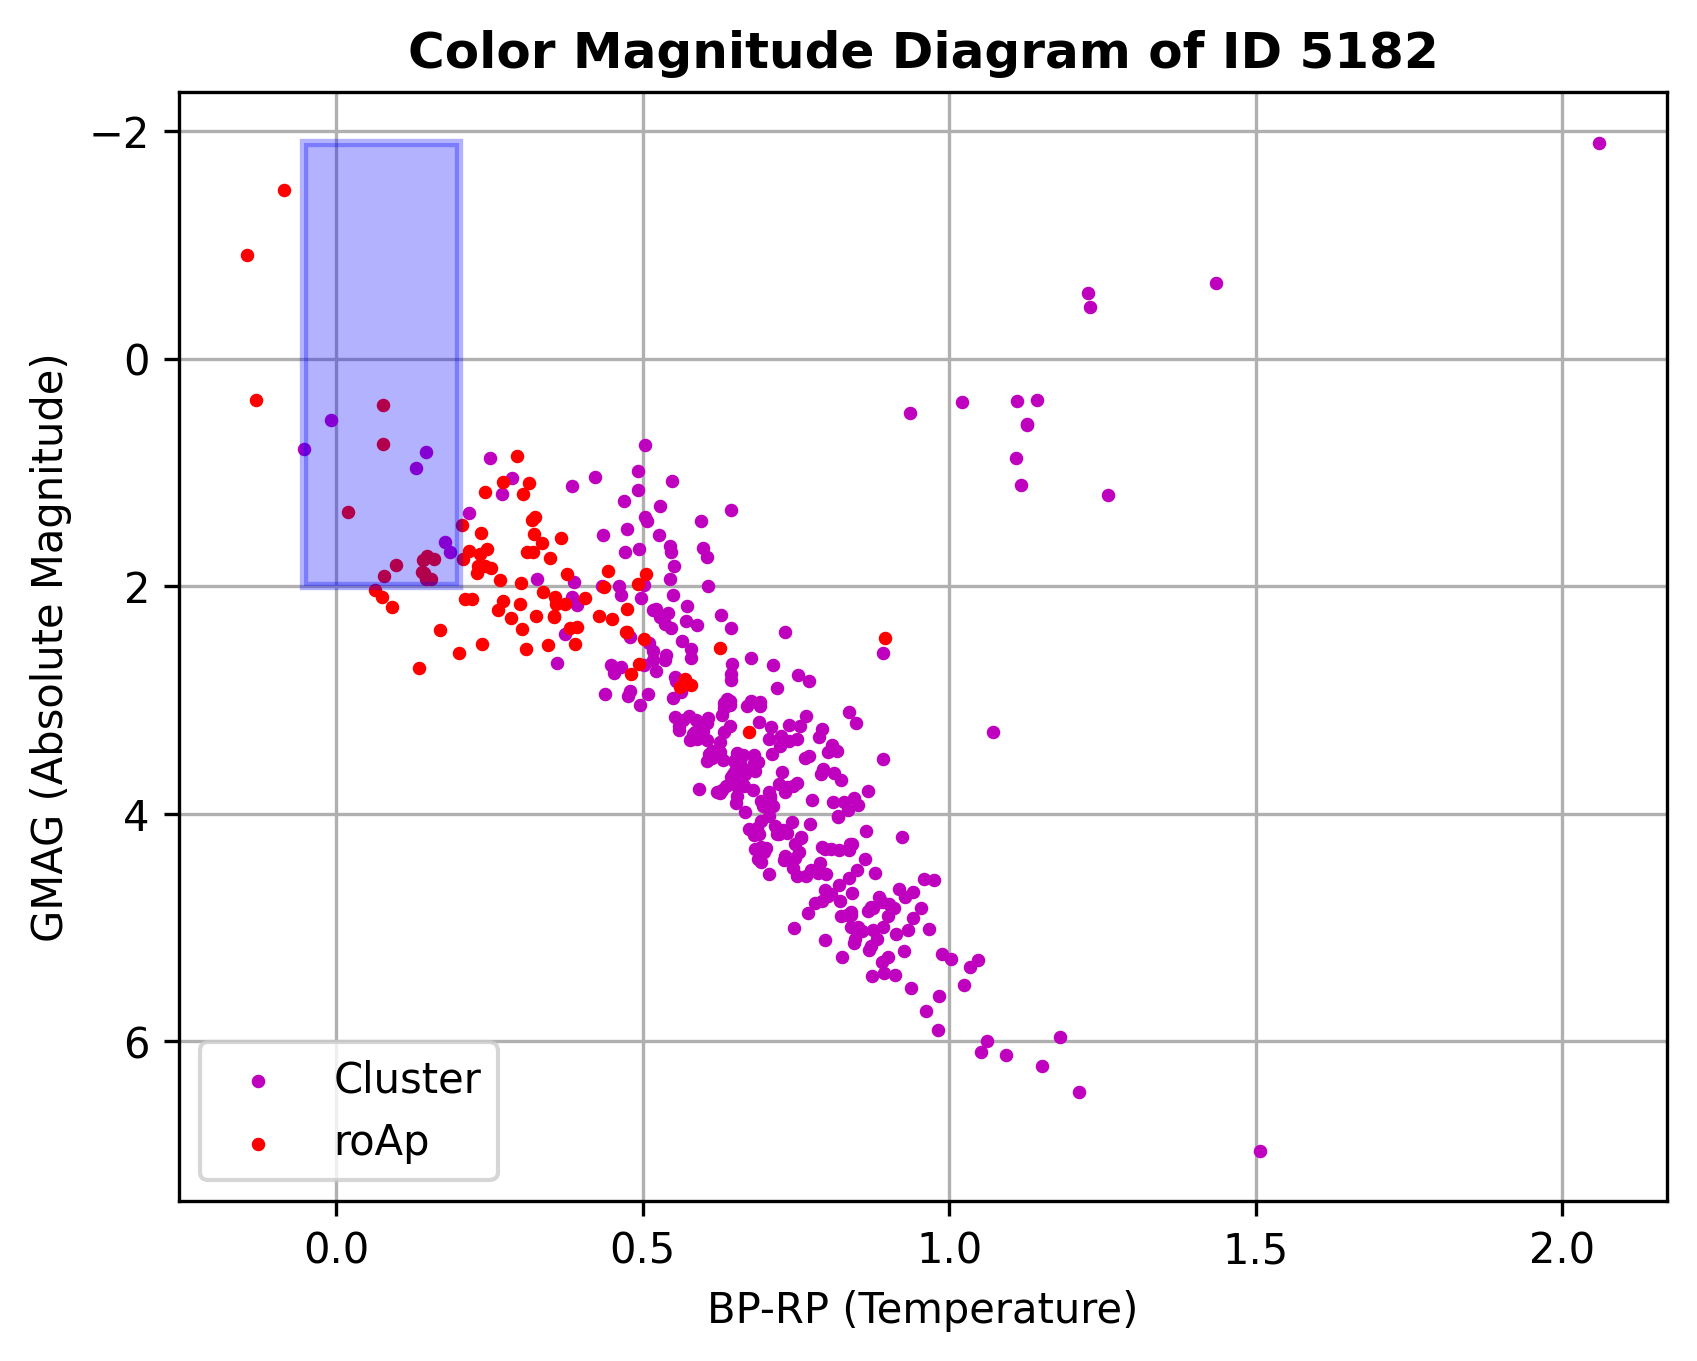 Color Magnitude Diagram of ID 5182
GMAG (Absolute Magnitude)
−2
0
2
4
6
Cluster
roAp
0.0 0.5 1.0 1.5 2.0
BP-RP (Temperature)